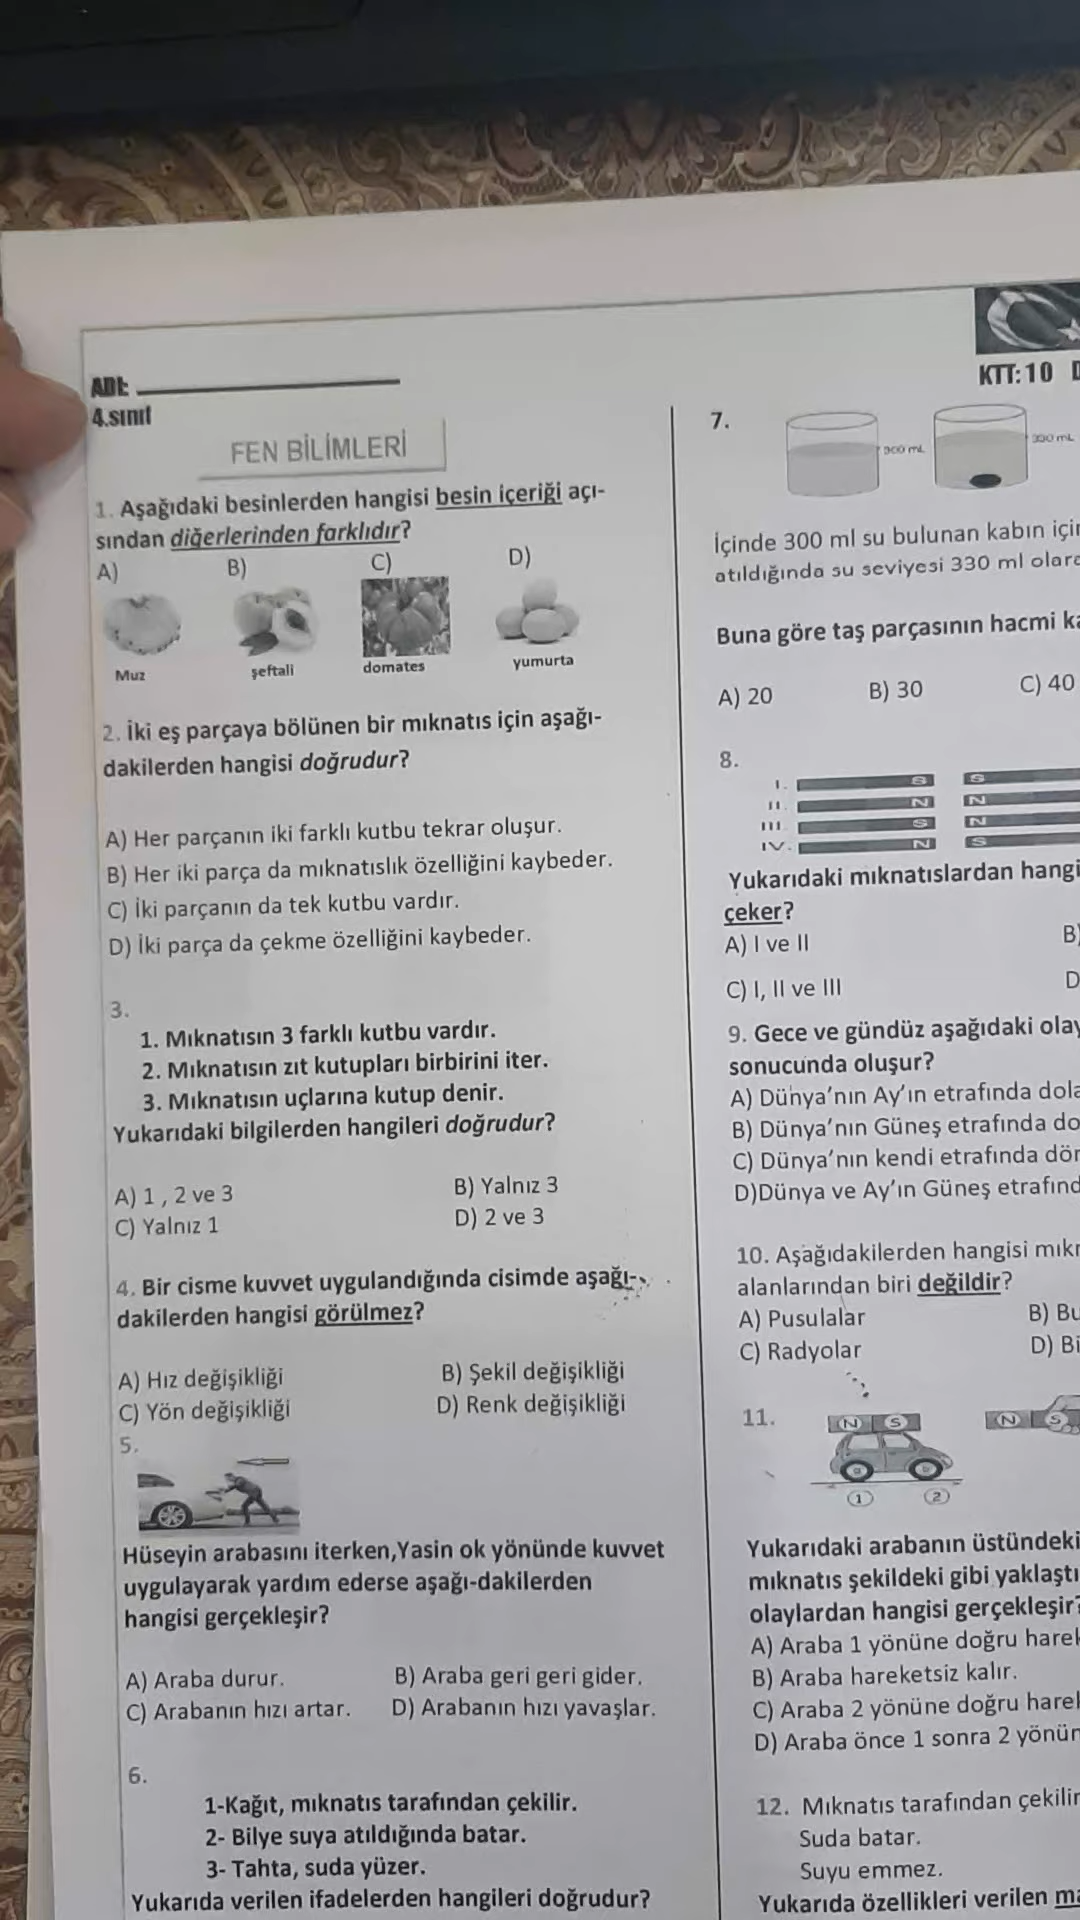 ADI:
4.sınıf
FEN BİLİMLERİ
1. Aşağıdaki besinlerden hangisi besin içeriği açı-
sından diğerlerinden farklıdır?
A) B) C) D)
Muz şeftali domates yumurta
2. İki eş parçaya bölünen bir mıknatıs için aşağı-
dakilerden hangisi doğrudur?
A) Her parçanın iki farklı kutbu tekrar oluşur.
B) Her iki parça da mıknatıslık özelliğini kaybeder.
C) İki parçanın da tek kutbu vardır.
D) İki parça da çekme özelliğini kaybeder.
3.
1. Mıknatısın 3 farklı kutbu vardır.
2. Mıknatısın zıt kutupları birbirini iter.
3. Mıknatısın uçlarına kutup denir.
Yukarıdaki bilgilerden hangileri doğrudur?
A) 1 , 2 ve 3 B) Yalnız 3
C) Yalnız 1 D) 2 ve 3
4. Bir cisme kuvvet uygulandığında cisimde aşağı-
dakilerden hangisi görülmez?
A) Hız değişikliği B) Şekil değişikliği
C) Yön değişikliği D) Renk değişikliği
5.
Hüseyin arabasını iterken,Yasin ok yönünde kuvvet
uygulayarak yardım ederse aşağı-dakilerden
hangisi gerçekleşir?
A) Araba durur. B) Araba geri geri gider.
C) Arabanın hızı artar. D) Arabanın hızı yavaşlar.
6.
1-Kağıt, mıknatıs tarafından çekilir.
2- Bilye suya atıldığında batar.
3- Tahta, suda yüzer.
Yukarıda verilen ifadelerden hangileri doğrudur?
KTT:10
7.
300 mL 330 mL
İçinde 300 ml su bulunan kabın
atıldığında su seviyesi 330 ml
Buna göre taş parçasının hacmi
A) 20 B) 30 C) 40
8.
I. S S
II. N N
III. S N
IV. N S
Yukarıdaki mıknatıslardan
çeker?
A) I ve II B)
C) I, II ve III D
9. Gece ve gündüz aşağıdaki
sonucunda oluşur?
A) Dünya'nın Ay'ın etrafında
B) Dünya'nın Güneş etrafında
C) Dünya'nın kendi etrafında
D)Dünya ve Ay'ın Güneş
10. Aşağıdakilerden hangisi
alanlarından biri değildir?
A) Pusulalar B)
C) Radyolar D)
11.
N S N S
1 2
Yukarıdaki arabanın üstündeki
mıknatıs şekildeki gibi
olaylardan hangisi gerçekleşir?
A) Araba 1 yönüne doğru
B) Araba hareketsiz kalır.
C) Araba 2 yönüne doğru
D) Araba önce 1 sonra 2
12. Mıknatıs tarafından
Suda batar.
Suyu emmez.
Yukarıda özellikleri verilen